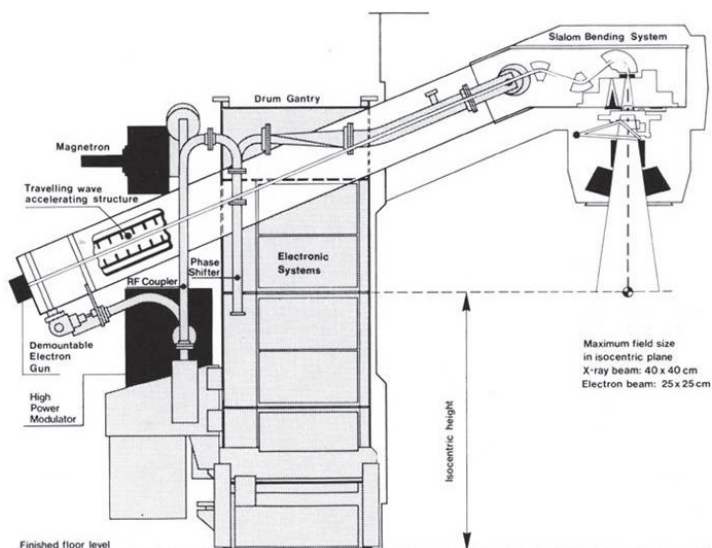 Slalom Bending System
Drum Gantry
Magnetron
Travelling wave
accelerating structure
Phase
Shifter
Electronic
Systems
RF Coupler
Demountable
Electron
Gun
High
Power
Modulator
Isocentric height
Maximum field size
in isocentric plane
X-ray beam: 40 x 40 cm
Electron beam: 25 x 25 cm
Finished floor level